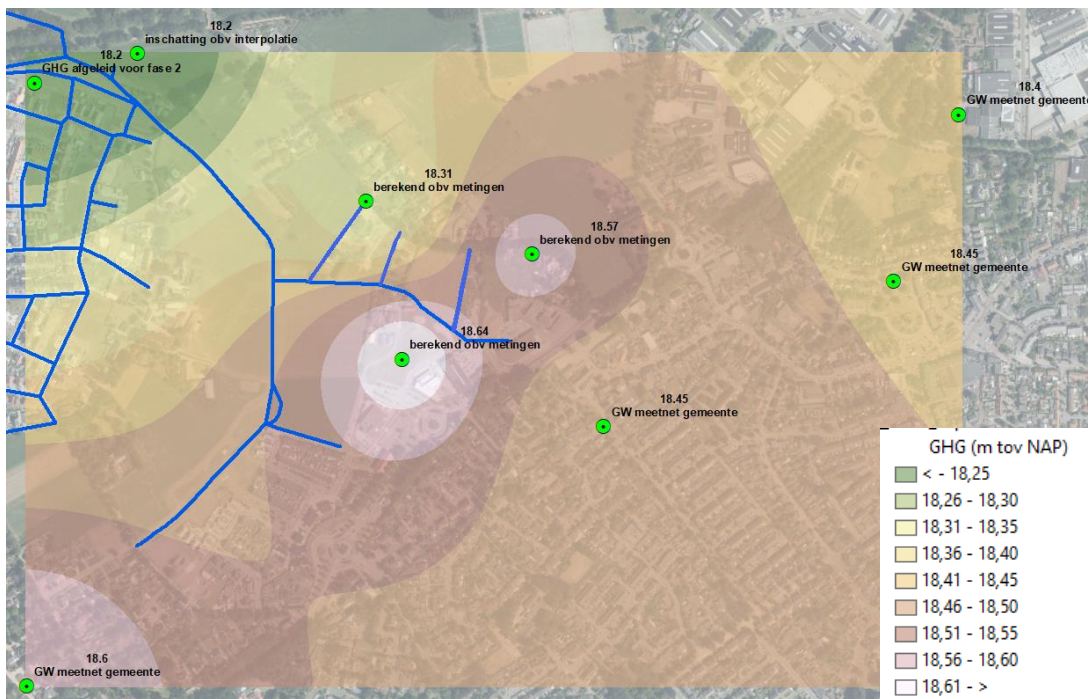 18.2
inschatting obv interpolatie
18.2
GHG afgeleid voor fase 2
18.4
GW meetnet gemeente
18.31
berekend obv metingen
18.57
berekend obv metingen
18.45
GW meetnet gemeente
18.64
berekend obv metingen
18.45
GW meetnet gemeente
18.6
GW meetnet gemeente
GHG (m tov NAP)
< - 18,25
18,26 - 18,30
18,31 - 18,35
18,36 - 18,40
18,41 - 18,45
18,46 - 18,50
18,51 - 18,55
18,56 - 18,60
18,61 - >